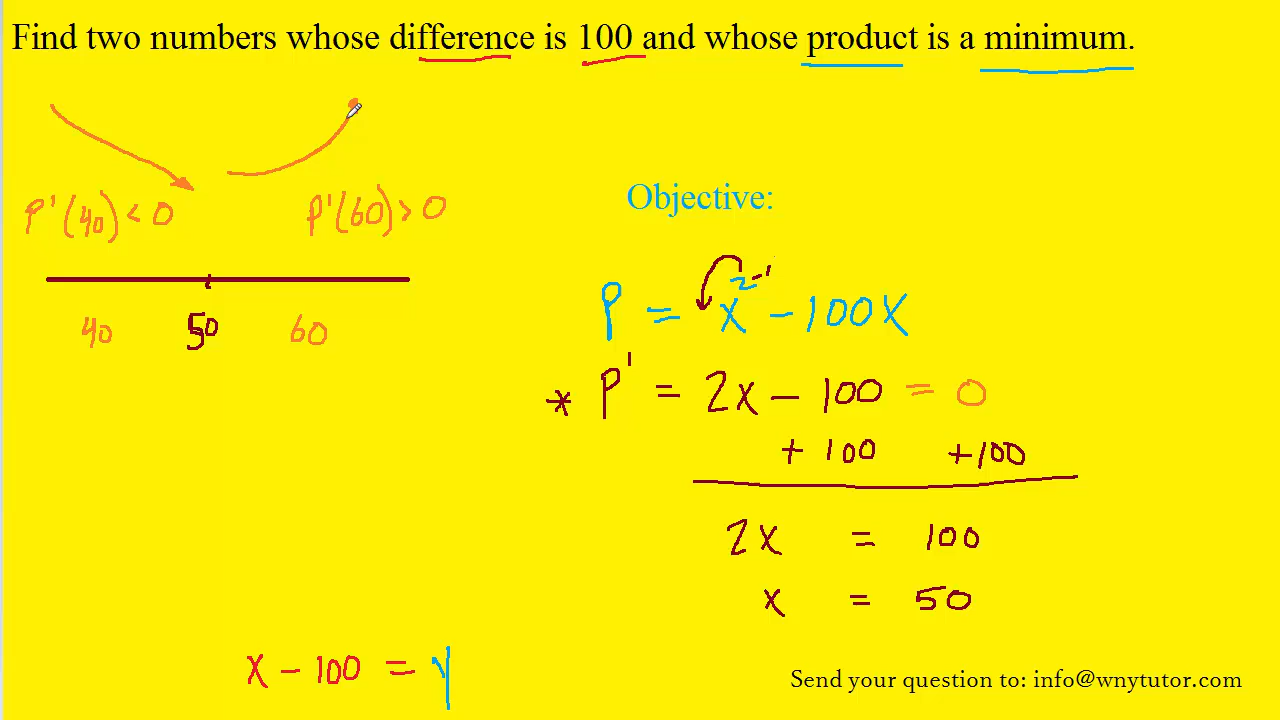 Find two numbers whose difference is 100 and whose product is a minimum.
P'(40) < 0
P'(60) > 0
40 50 60
Objective:
P = x² - 100x
-1
* P' = 2x - 100 = 0
+ 100 +100
2x = 100
x = 50
x - 100 = y
Send your question to: info@wnytutor.com